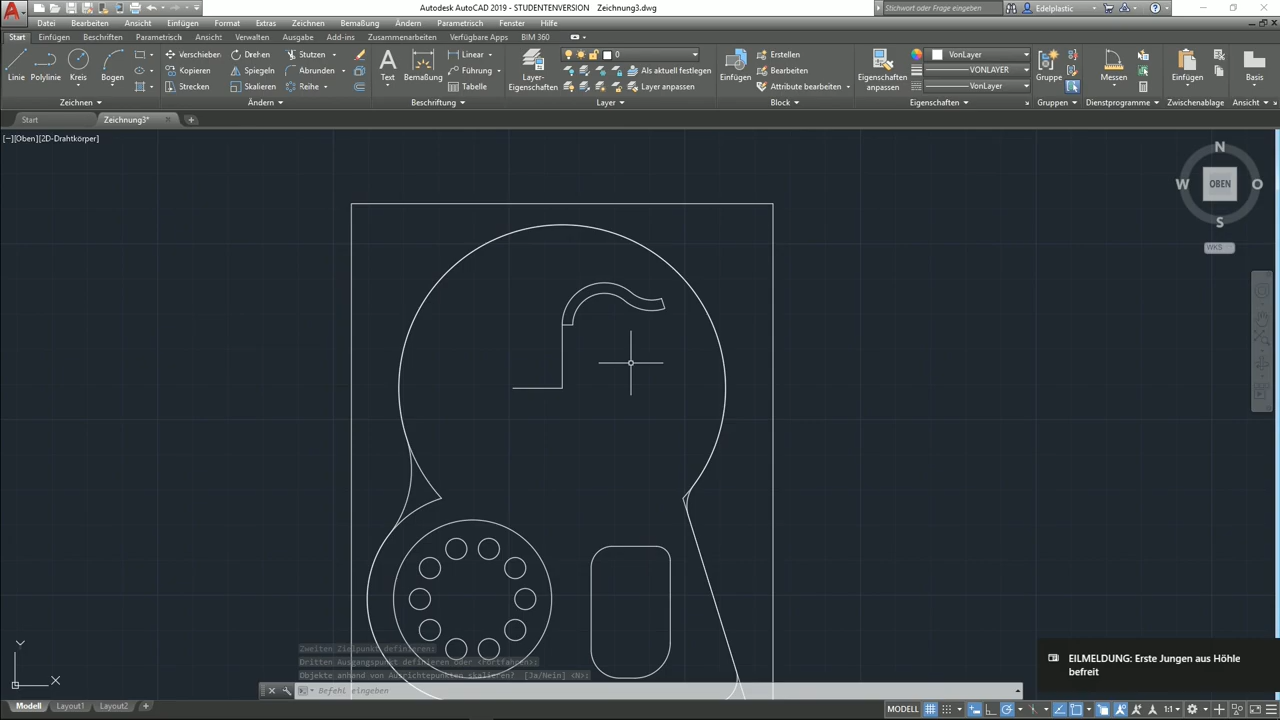 Autodesk AutoCAD 2019 - STUDENTENVERSION Zeichnung3.dwg
Stichwort oder Frage eingeben
Edelplastic
Datei Bearbeiten Ansicht Einfügen Format Extras Zeichnen Bemaßung Ändern Parametrisch Fenster Hilfe
Start Einfügen Beschriften Parametrisch Ansicht Verwalten Ausgabe Add-ins Zusammenarbeiten Verfügbare Apps BIM 360
Linie Polylinie Kreis Bogen
Verschieben Drehen Stutzen
Kopieren Spiegeln Abrunden
Strecken Skalieren Reihe
Text Bemaßung
Linear
Führung
Tabelle
Layer-
Eigenschaften
0
Als aktuell festlegen
Layer anpassen
Einfügen
Erstellen
Bearbeiten
Attribute bearbeiten
Eigenschaften
anpassen
VonLayer
VONLAYER
VonLayer
Gruppe
Messen
Einfügen
Basis
Zeichnen Ändern Beschriftung Layer Block Eigenschaften Gruppen Dienstprogramme Zwischenablage Ansicht
Start Zeichnung3*
[−][Oben][2D-Drahtkörper]
N
W OBEN O
S
WKS
Y
X
Zweiten Zielpunkt definieren:
Dritten Ausgangspunkt definieren oder <Fortfahren>:
Objekte anhand von Ausrichtepunkten skalieren? [Ja/Nein] <N>:
Befehl eingeben
EILMELDUNG: Erste Jungen aus Höhle
befreit
Modell Layout1 Layout2
MODELL
1:1